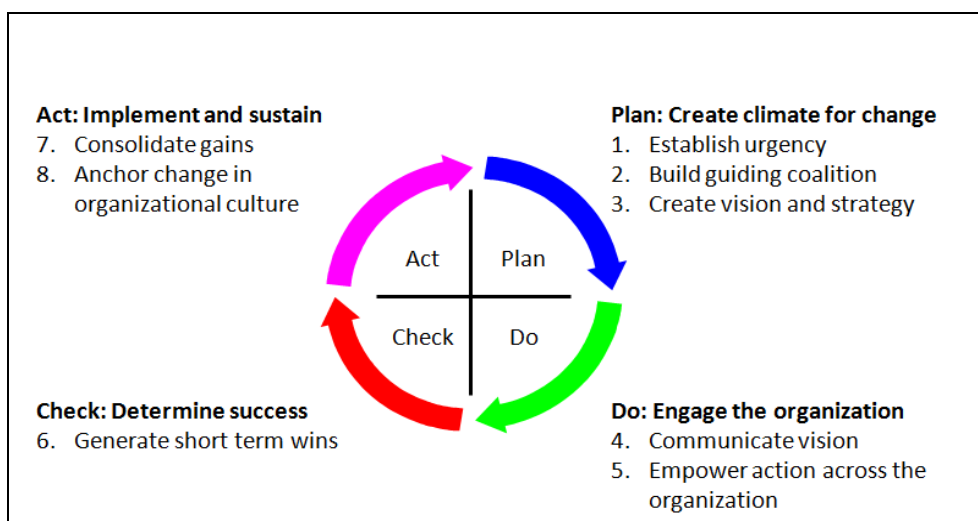 Plan: Create climate for change
1. Establish urgency
2. Build guiding coalition
3. Create vision and strategy
Do: Engage the organization
4. Communicate vision
5. Empower action across the
organization
Check: Determine success
6. Generate short term wins
Act: Implement and sustain
7. Consolidate gains
8. Anchor change in
organizational culture
Act
Plan
Check
Do